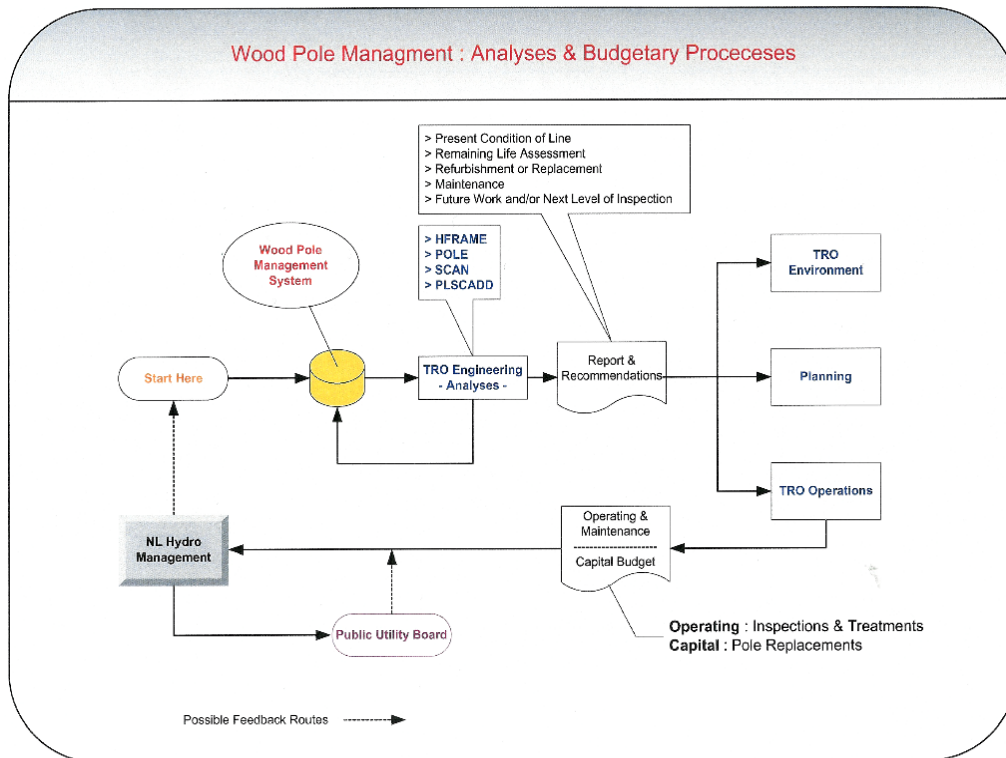 Wood Pole Managment : Analyses & Budgetary Proceceses
> Present Condition of Line
> Remaining Life Assessment
> Refurbishment or Replacement
> Maintenance
> Future Work and/or Next Level of Inspection
Wood Pole
Management
System
> HFRAME
> POLE
> SCAN
> PLSCADD
TRO
Environment
Start Here
TRO Engineering
- Analyses -
Report &
Recommendations
Planning
TRO Operations
NL Hydro
Management
Operating &
Maintenance
Capital Budget
Public Utility Board
Operating : Inspections & Treatments
Capital : Pole Replacements
Possible Feedback Routes